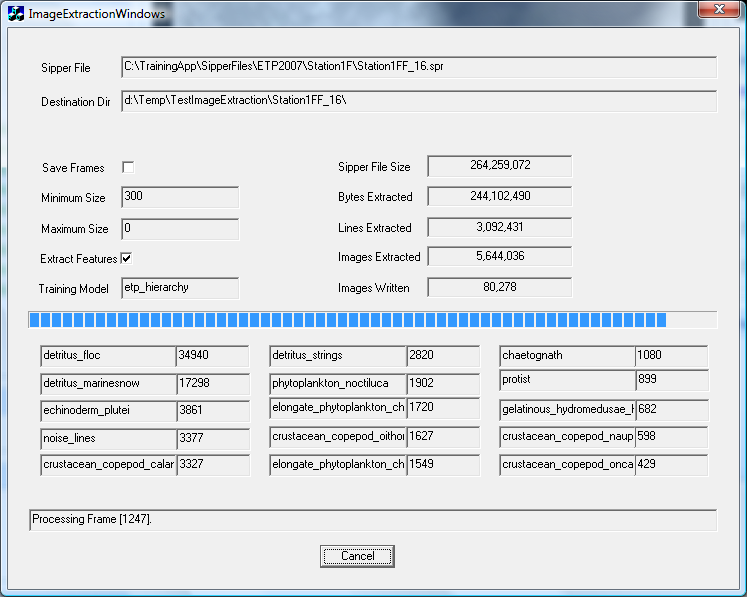 ImageExtractionWindows
Sipper File C:\TrainingApp\SipperFiles\ETP2007\Station1F\Station1FF_16.spr
Destination Dir d:\Temp\TestImageExtraction\Station1FF_16\
Save Frames Sipper File Size 264,259,072
Minimum Size 300 Bytes Extracted 244,102,490
Maximum Size 0 Lines Extracted 3,092,431
Extract Features Images Extracted 5,644,036
Training Model etp_hierarchy Images Written 80,278
detritus_floc 34940 detritus_strings 2820 chaetognath 1080
detritus_marinesnow 17298 phytoplankton_noctiluca 1902 protist 899
echinoderm_plutei 3861 elongate_phytoplankton_ch 1720 gelatinous_hydromedusae_ 682
noise_lines 3377 crustacean_copepod_oithor 1627 crustacean_copepod_naup 598
crustacean_copepod_calar 3327 elongate_phytoplankton_ch 1549 crustacean_copepod_onca 429
Processing Frame [1247].
Cancel